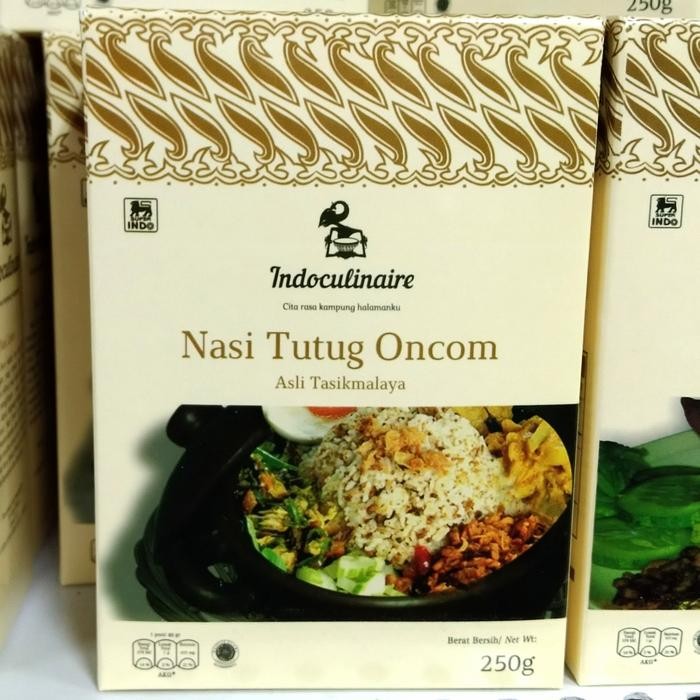 250g
SUPER
INDO
Indoculinaire
Cita rasa kampung halamanku
Nasi Tutug Oncom
Asli Tasikmalaya
Berat Bersih/ Net Wt:
250g
AKG*
SUPER
INDO
AKG*